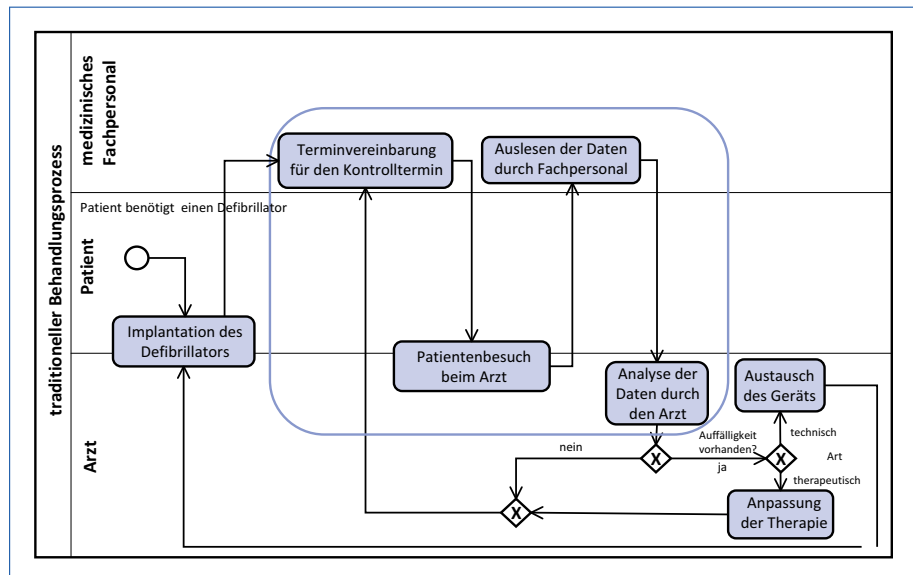 traditioneller Behandlungsprozess
medizinisches
Fachpersonal
Terminvereinbarung
für den Kontrolltermin
Auslesen der Daten
durch Fachpersonal
Patient
Patient benötigt einen Defibrillator
Implantation des
Defibrillators
Patientenbesuch
beim Arzt
Arzt
Analyse der
Daten durch
den Arzt
Austausch
des Geräts
nein
X
Auffälligkeit
vorhanden?
ja
X
technisch
Art
therapeutisch
X
Anpassung
der Therapie